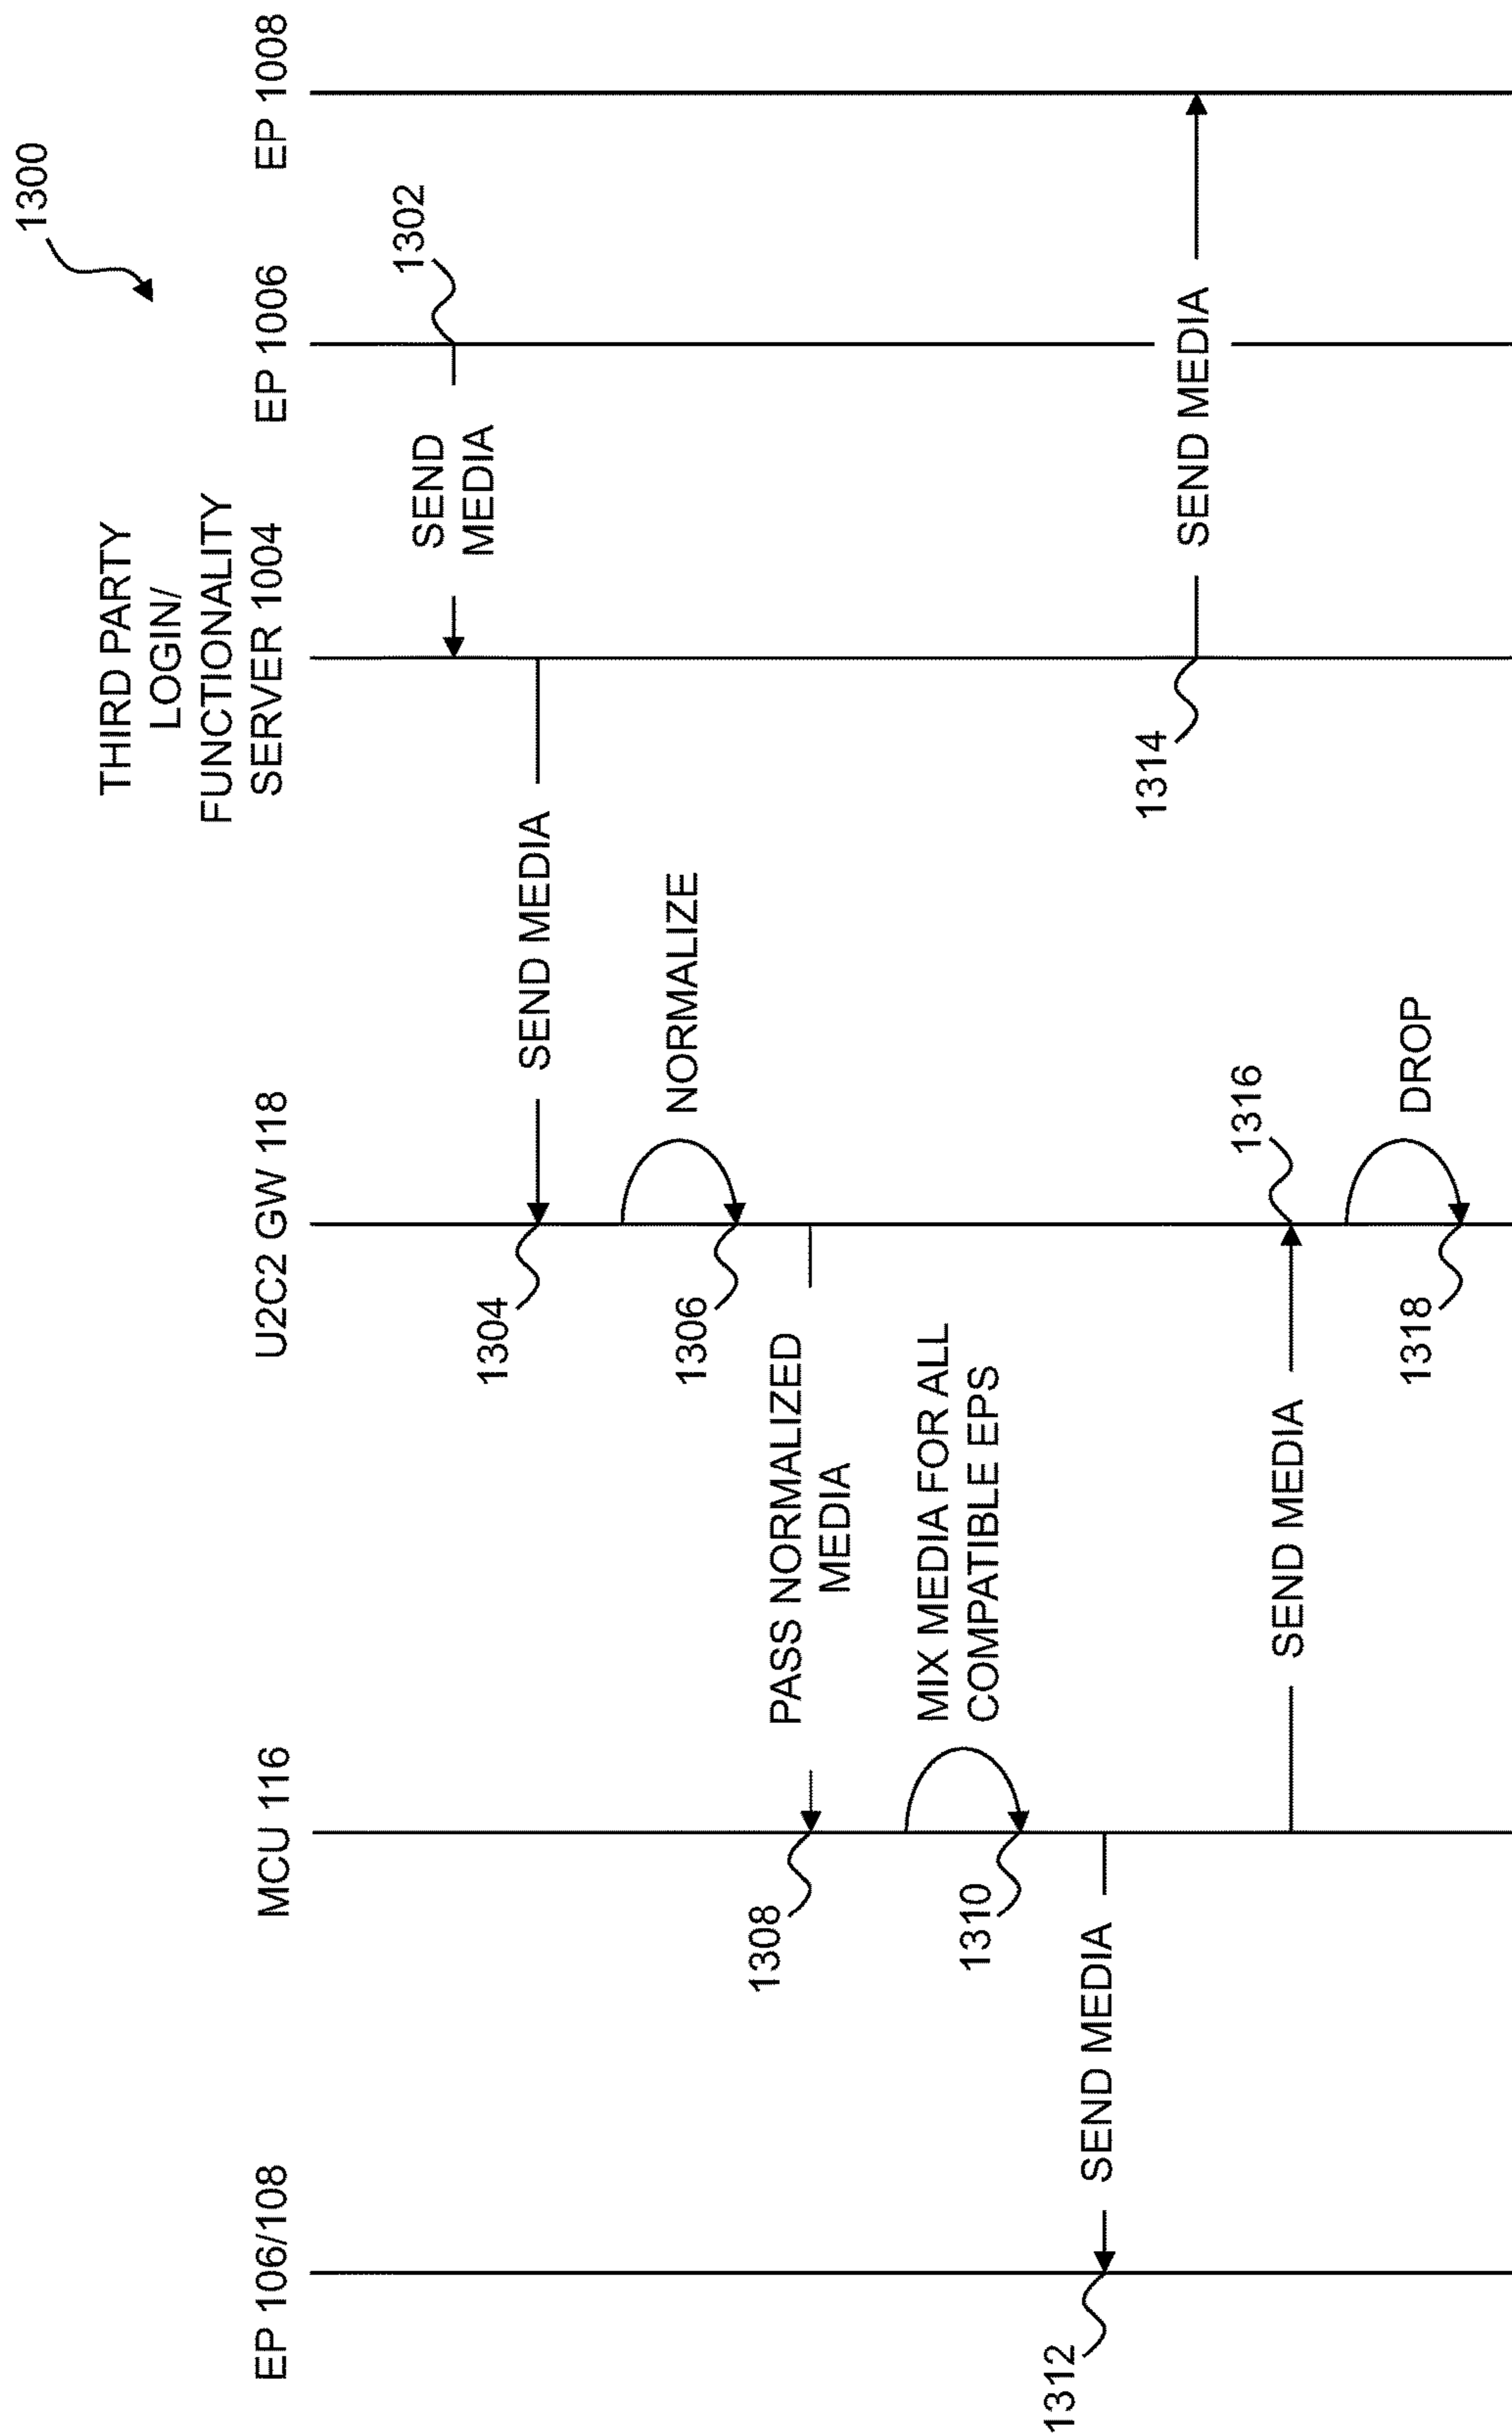 1300
EP 106/108
MCU 116
U2C2 GW 118
THIRD PARTY
LOGIN/
FUNCTIONALITY
SERVER 1004
EP 1006
EP 1008
1302
SEND
MEDIA
1304
SEND MEDIA
1306
NORMALIZE
1308
PASS NORMALIZED
MEDIA
1310
MIX MEDIA FOR ALL
COMPATIBLE EPS
1312
SEND MEDIA
1314
SEND MEDIA
SEND MEDIA
1316
1318
DROP